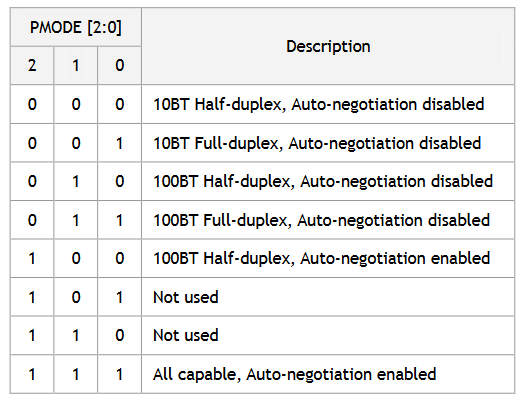 PMODE [2:0] Description
2 1 0
0 0 0 10BT Half-duplex, Auto-negotiation disabled
0 0 1 10BT Full-duplex, Auto-negotiation disabled
0 1 0 100BT Half-duplex, Auto-negotiation disabled
0 1 1 100BT Full-duplex, Auto-negotiation disabled
1 0 0 100BT Half-duplex, Auto-negotiation enabled
1 0 1 Not used
1 1 0 Not used
1 1 1 All capable, Auto-negotiation enabled